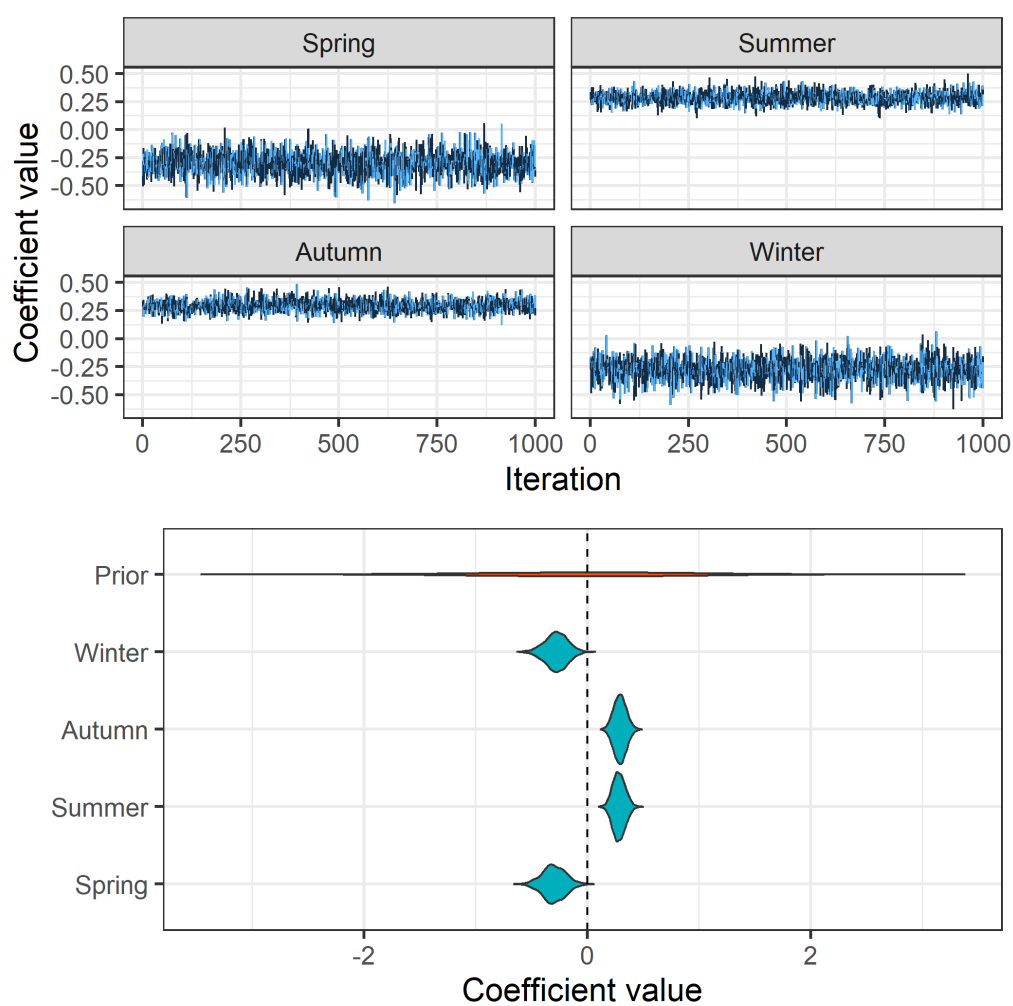 Spring
Summer
0.50
0.25
0.00
-0.25
-0.50
Autumn
Winter
0.50
0.25
0.00
-0.25
-0.50
Coefficient value
0 250 500 750 1000 0 250 500 750 1000
Iteration
Prior
Winter
Autumn
Summer
Spring
-2 0 2
Coefficient value